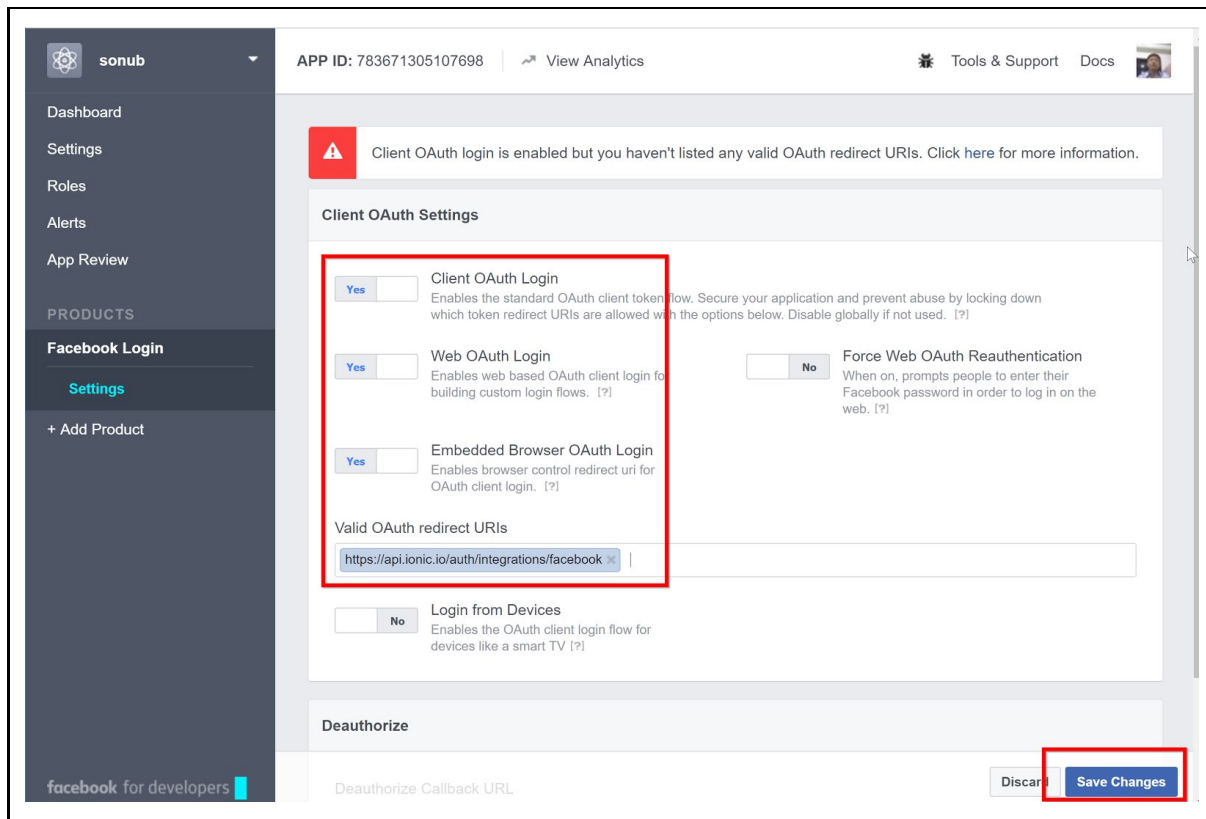 sonub
APP ID: 783671305107698
View Analytics
Tools & Support
Docs
Dashboard
Settings
Roles
Alerts
App Review
PRODUCTS
Facebook Login
Settings
+ Add Product
facebook for developers
Client OAuth login is enabled but you haven't listed any valid OAuth redirect URIs. Click here for more information.
Client OAuth Settings
Yes
Client OAuth Login
Enables the standard OAuth client token flow. Secure your application and prevent abuse by locking down
which token redirect URIs are allowed with the options below. Disable globally if not used. [?]
Yes
Web OAuth Login
Enables web based OAuth client login for
building custom login flows. [?]
No
Force Web OAuth Reauthentication
When on, prompts people to enter their
Facebook password in order to log in on the
web. [?]
Yes
Embedded Browser OAuth Login
Enables browser control redirect uri for
OAuth client login. [?]
Valid OAuth redirect URIs
https://api.ionic.io/auth/integrations/facebook ×
No
Login from Devices
Enables the OAuth client login flow for
devices like a smart TV [?]
Deauthorize
Deauthorize Callback URL
Discard
Save Changes